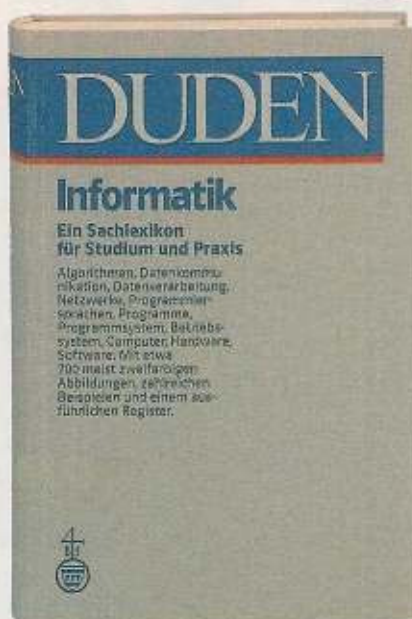 DUDEN
Informatik
Ein Sachlexikon
für Studium und Praxis
Algorithmen, Datenkommu-
nikation, Datenverarbeitung,
Netzwerke, Programmier-
sprachen, Programme,
Programmsystem, Betriebs-
system, Computer, Hardware,
Software. Mit etwa
700 meist zweifarbigen
Abbildungen, zahlreichen
Beispielen und einem aus-
führlichen Register.